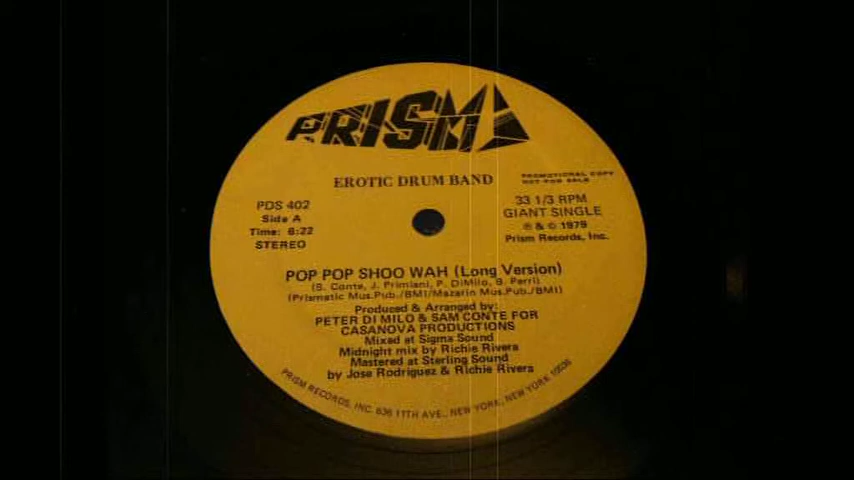 PRISM
EROTIC DRUM BAND
PROMOTIONAL COPY
NOT FOR SALE
PDS 402
Side A
Time: 6:22
STEREO
33 1/3 RPM
GIANT SINGLE
℗ & © 1979
Prism Records, Inc.
POP POP SHOO WAH (Long Version)
(S. Conte, J. Primiani, P. DiMilo, B. Perri)
(Prismatic Mus.Pub./BMI/Mazarin Mus.Pub./BMI)
Produced & Arranged by:
PETER DI MILO & SAM CONTE FOR
CASANOVA PRODUCTIONS
Mixed at Sigma Sound
Midnight mix by Richie Rivera
Mastered at Sterling Sound
by Jose Rodriguez & Richie Rivera
PRISM RECORDS, INC. 636 11TH AVE., NEW YORK, NEW YORK 10036